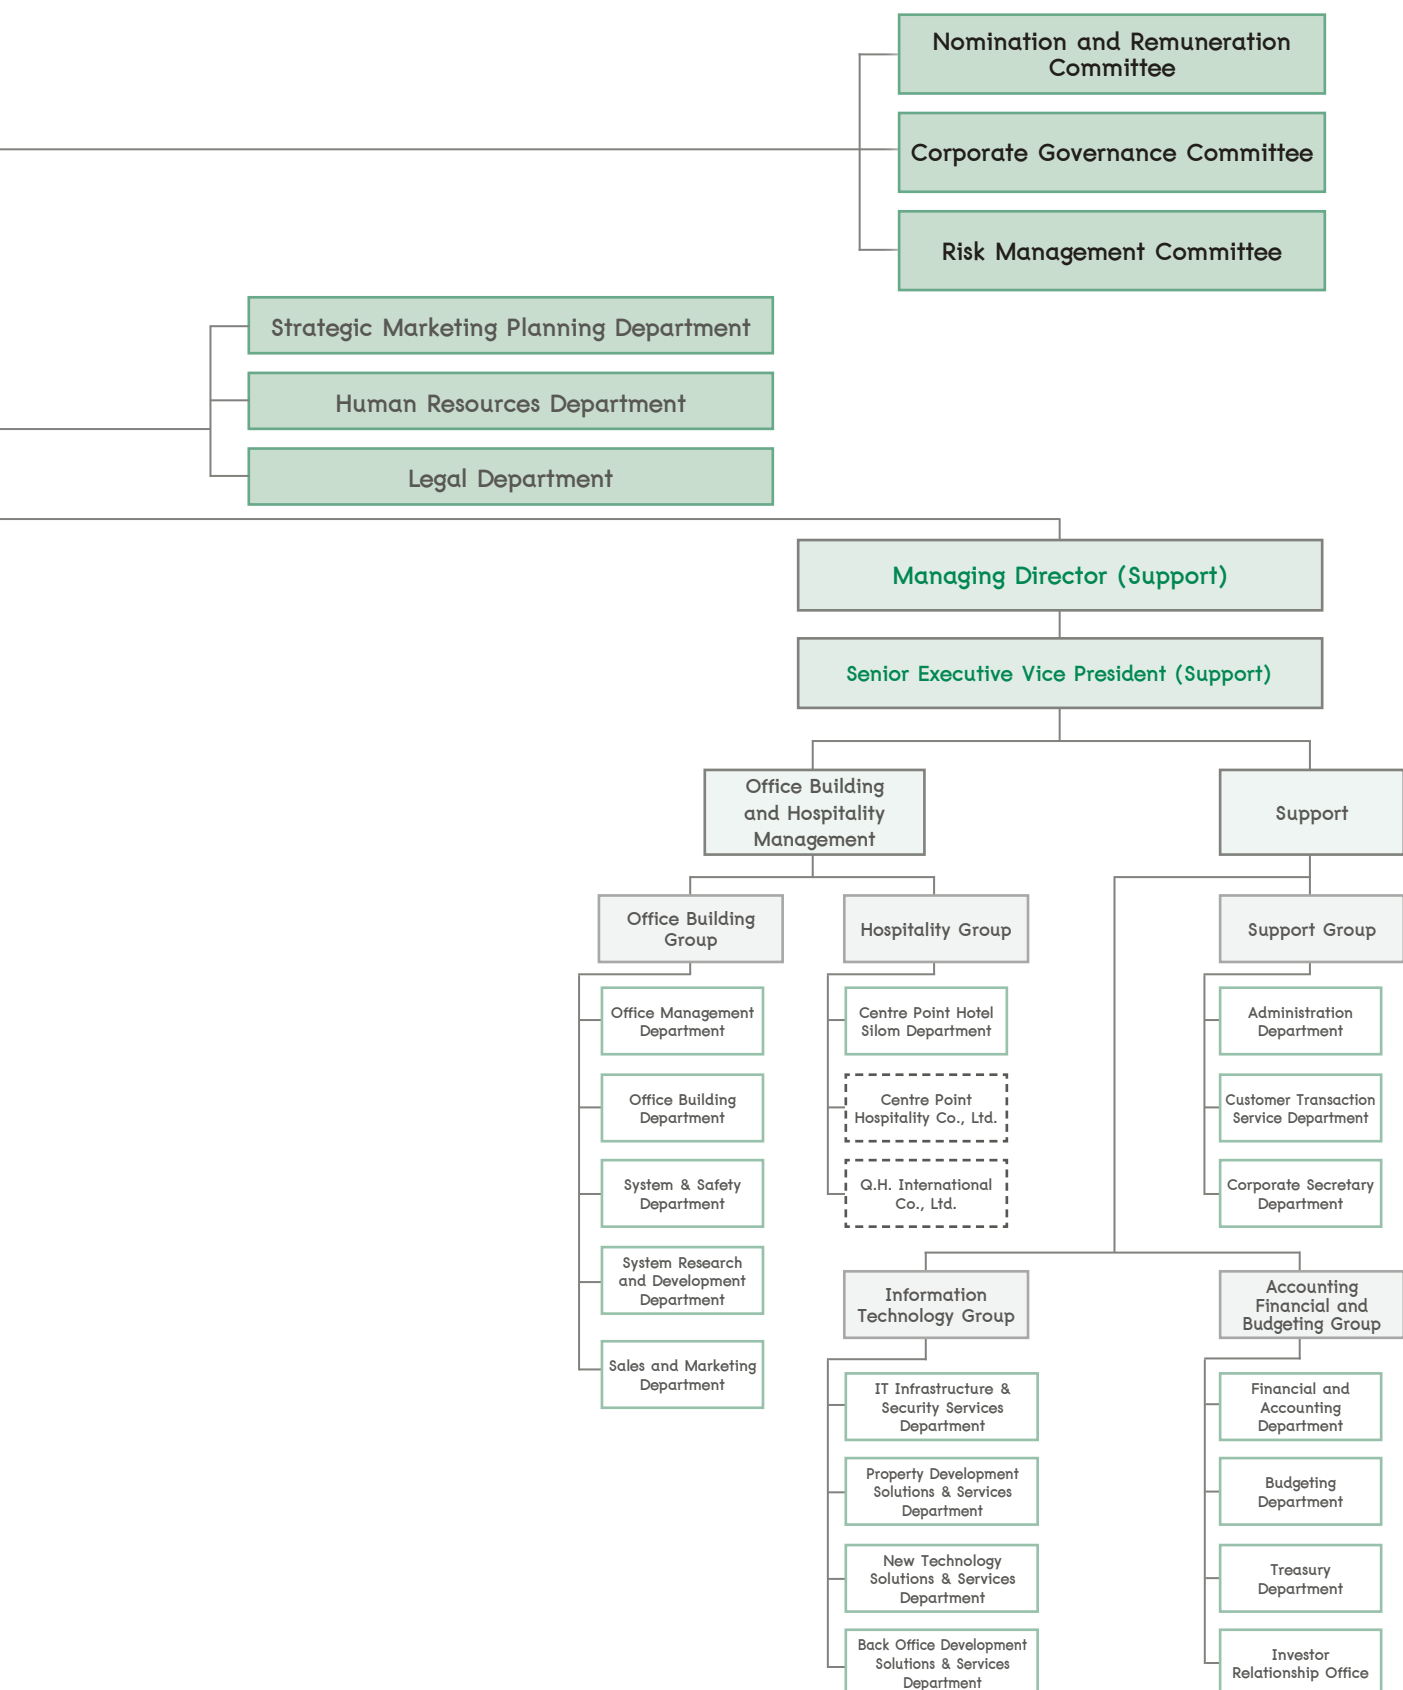 Nomination and Remuneration
Committee
Corporate Governance Committee
Risk Management Committee
Strategic Marketing Planning Department
Human Resources Department
Legal Department
Managing Director (Support)
Senior Executive Vice President (Support)
Office Building
and Hospitality
Management
Support
Office Building
Group
Hospitality Group
Support Group
Office Management
Department
Office Building
Department
System & Safety
Department
System Research
and Development
Department
Sales and Marketing
Department
Centre Point Hotel
Silom Department
Centre Point
Hospitality Co., Ltd.
Q.H. International
Co., Ltd.
Administration
Department
Customer Transaction
Service Department
Corporate Secretary
Department
Information
Technology Group
Accounting
Financial and
Budgeting Group
IT Infrastructure &
Security Services
Department
Property Development
Solutions & Services
Department
New Technology
Solutions & Services
Department
Back Office Development
Solutions & Services
Department
Financial and
Accounting
Department
Budgeting
Department
Treasury
Department
Investor
Relationship Office